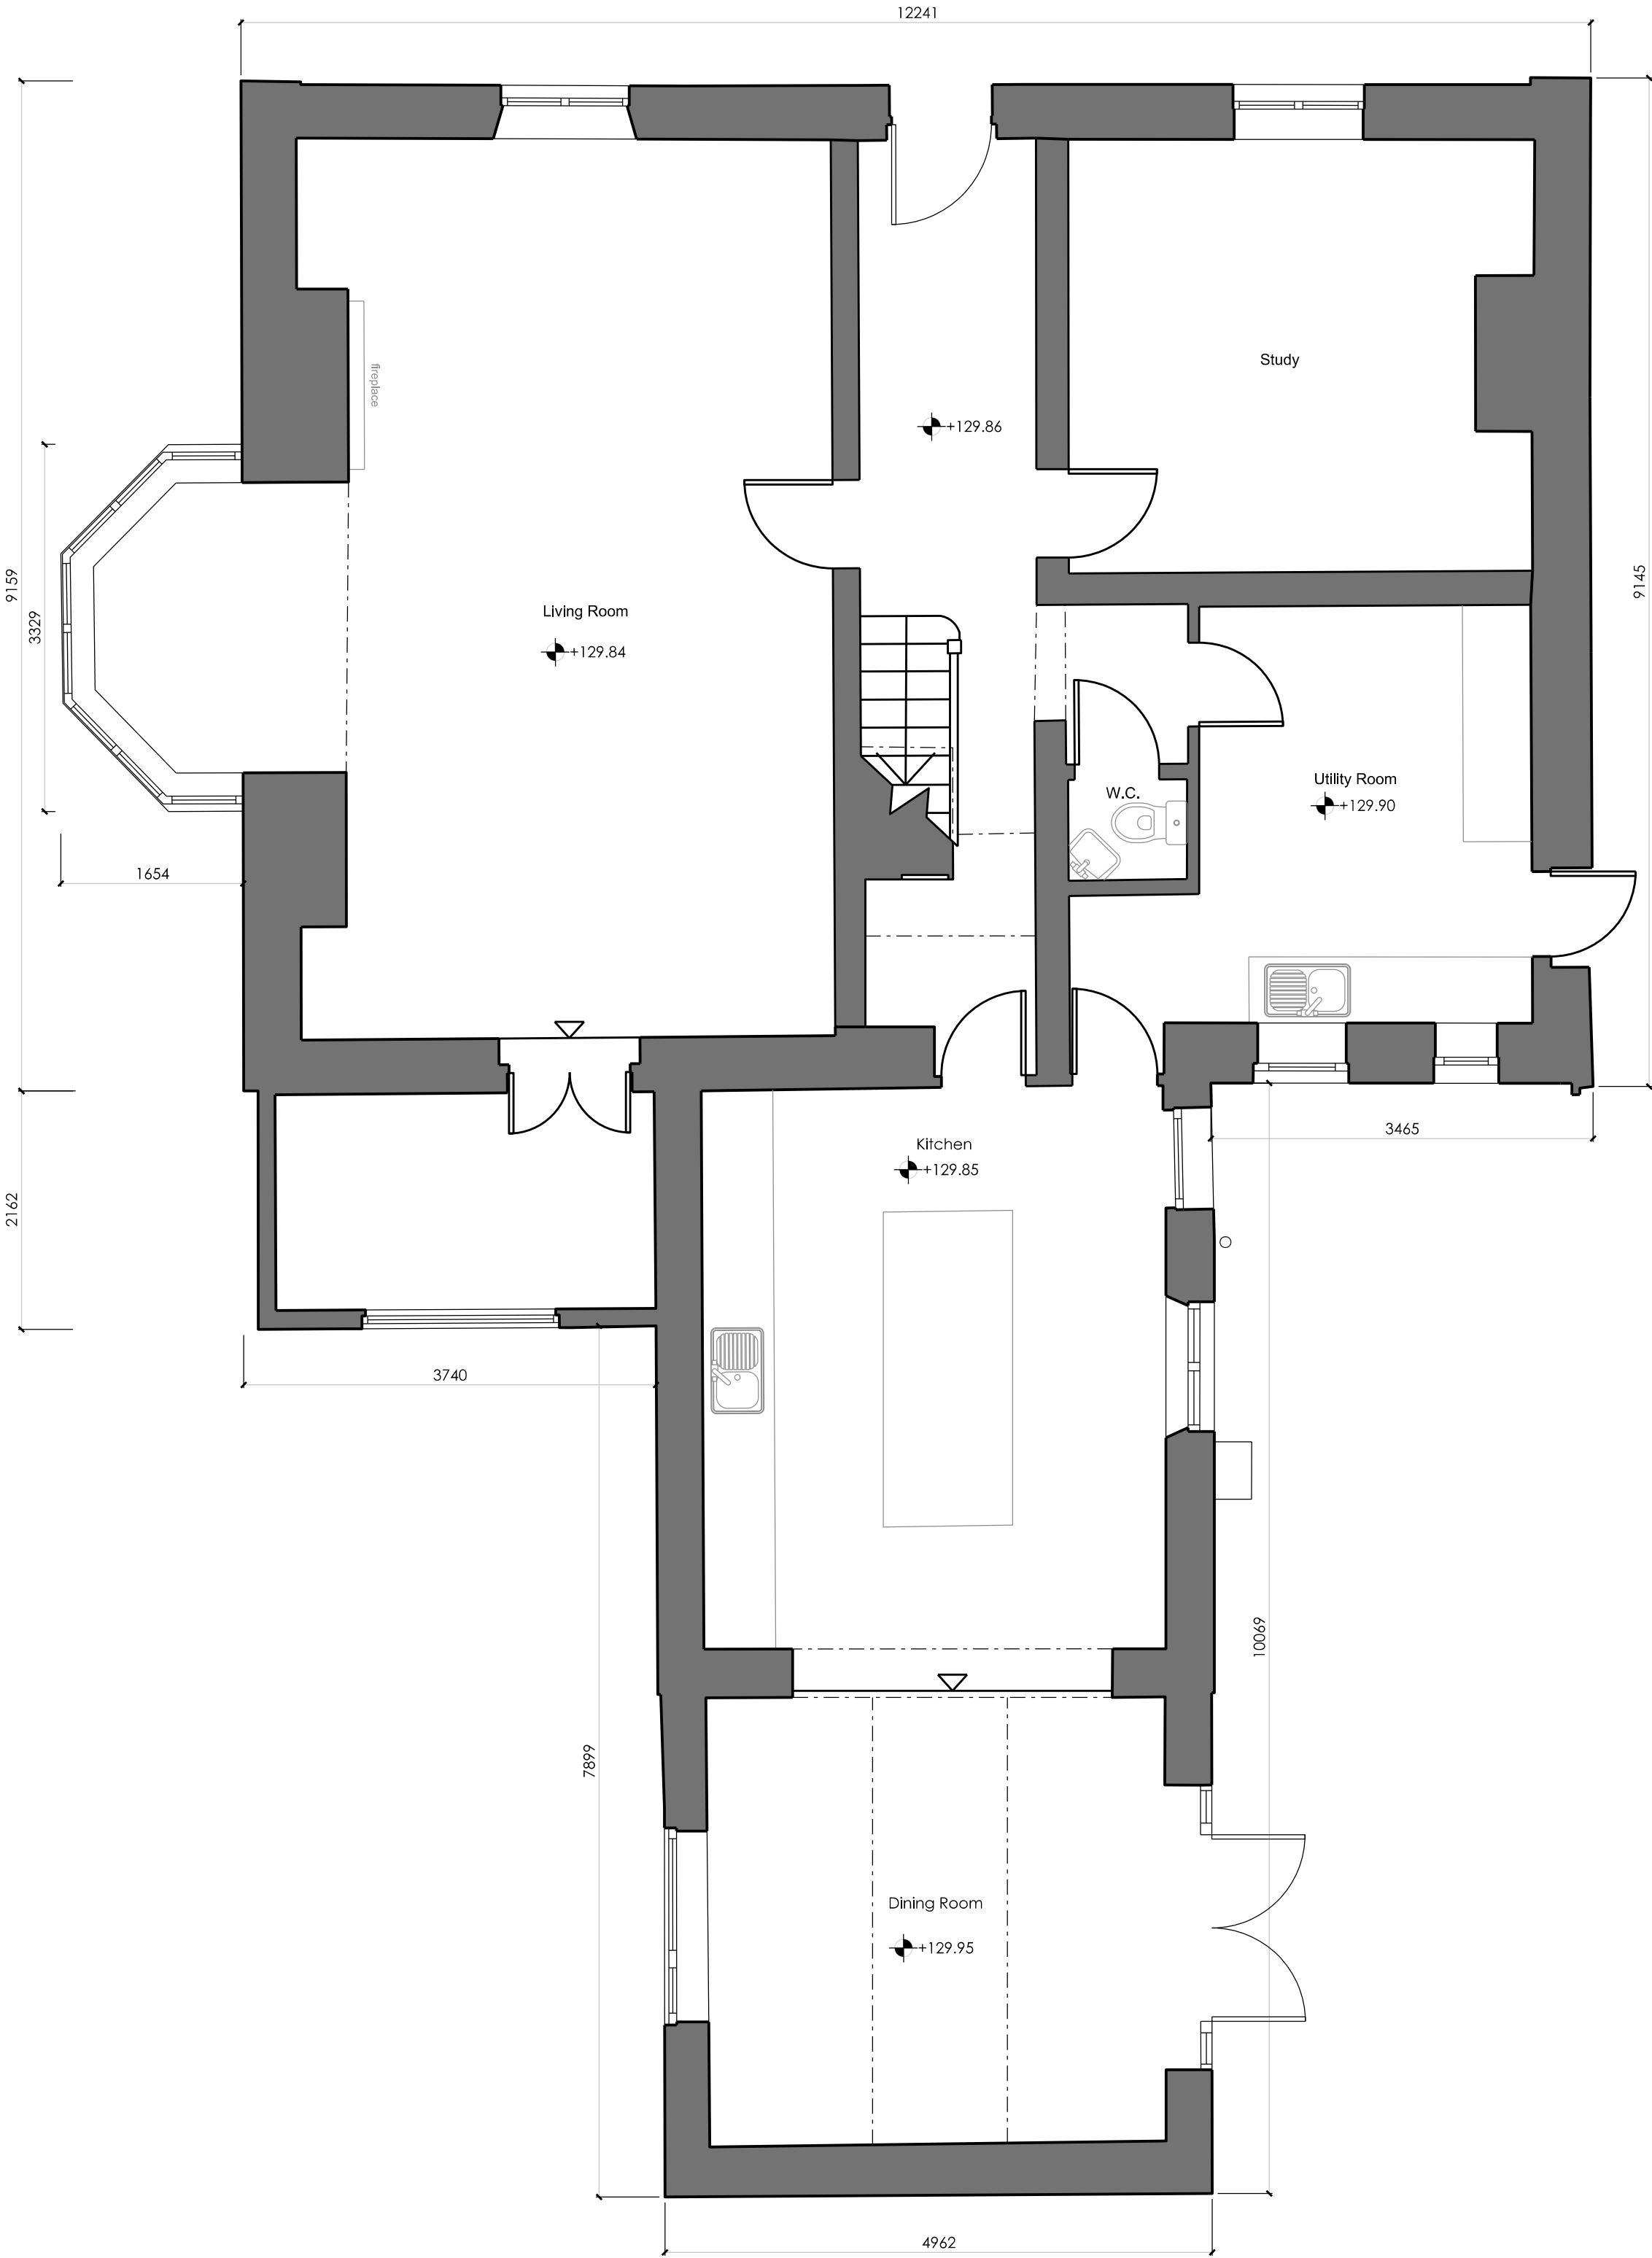 12241
Study
fireplace
+129.86
9159
3329
9145
Living Room
+129.84
Utility Room
+129.90
W.C.
1654
3465
Kitchen
+129.85
2162
3740
10069
7899
Dining Room
+129.95
4962